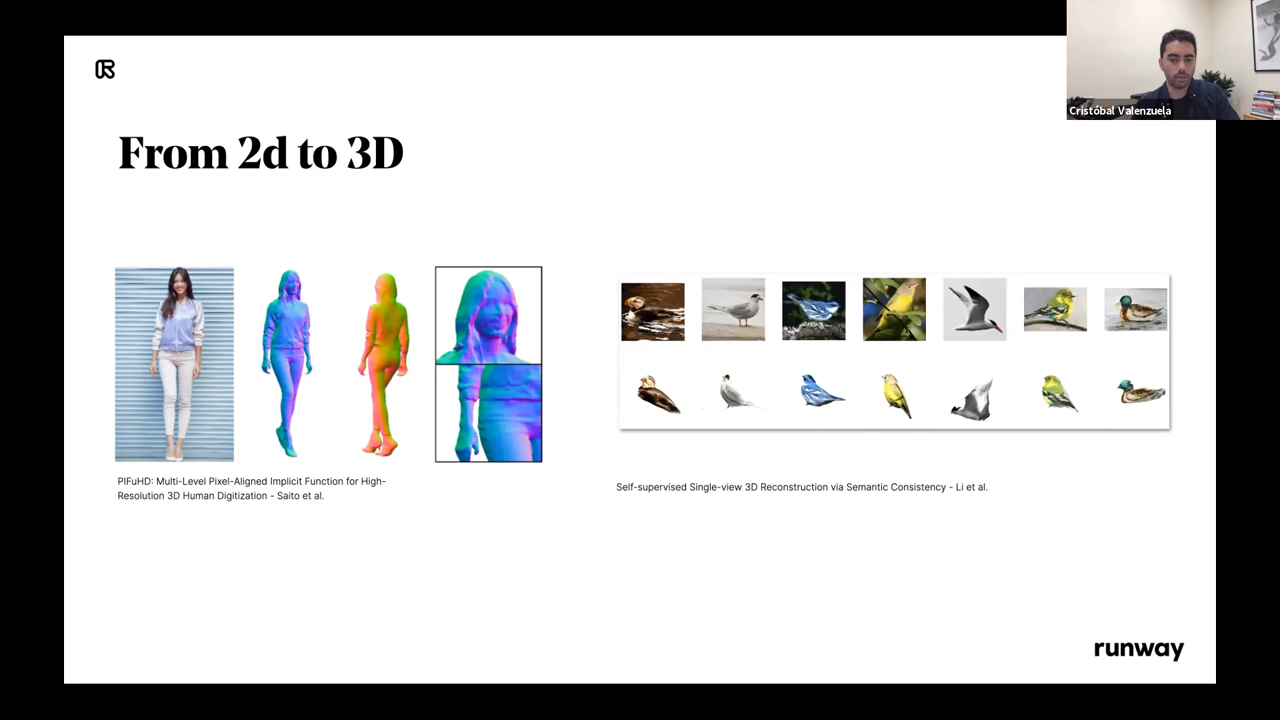 Cristóbal Valenzuela
From 2d to 3D
PIFuHD: Multi-Level Pixel-Aligned Implicit Function for High-
Resolution 3D Human Digitization - Saito et al.
Self-supervised Single-view 3D Reconstruction via Semantic Consistency - Li et al.
runway